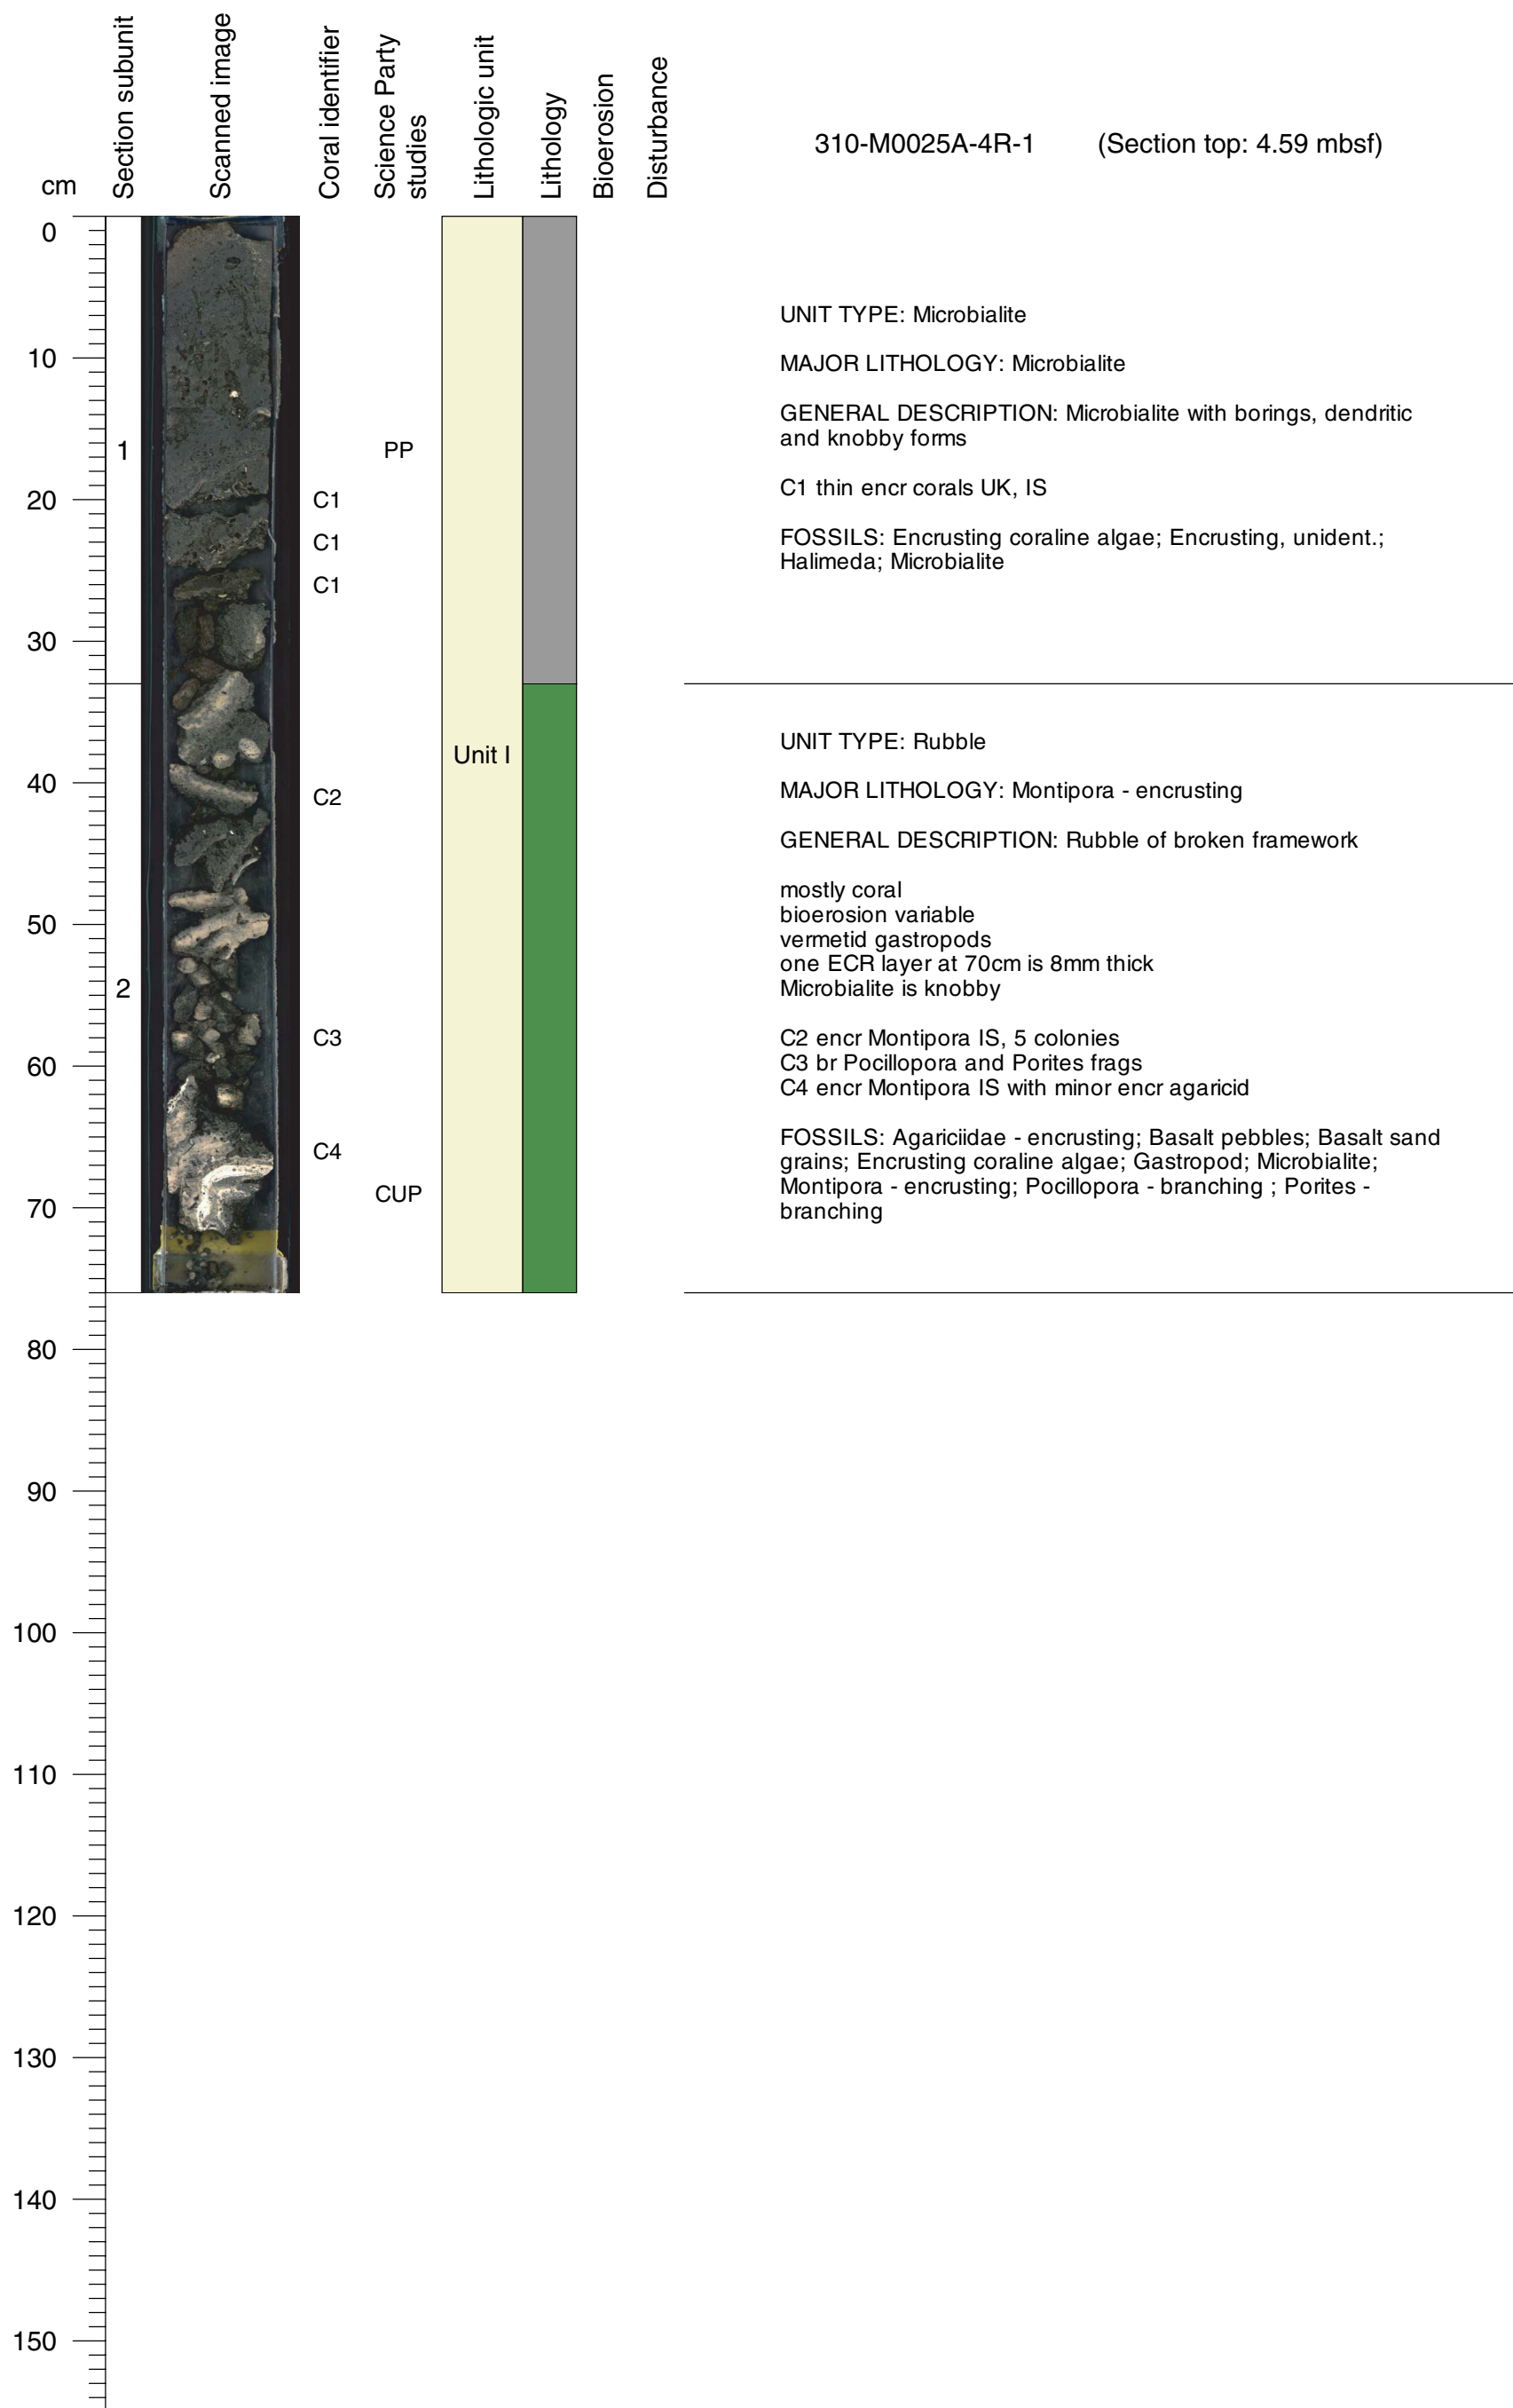 Section subunit
Scanned image
Coral identifier
Science Party
studies
Lithologic unit
Lithology
Bioerosion
Disturbance
310-M0025A-4R-1 (Section top: 4.59 mbsf)
cm
0
10
20
30
40
50
60
70
80
90
100
110
120
130
140
150
1
2
C1
C1
C1
C2
C3
C4
PP
CUP
Unit I
UNIT TYPE: Microbialite
MAJOR LITHOLOGY: Microbialite
GENERAL DESCRIPTION: Microbialite with borings, dendritic
and knobby forms
C1 thin encr corals UK, IS
FOSSILS: Encrusting coraline algae; Encrusting, unident.;
Halimeda; Microbialite
UNIT TYPE: Rubble
MAJOR LITHOLOGY: Montipora - encrusting
GENERAL DESCRIPTION: Rubble of broken framework
mostly coral
bioerosion variable
vermetid gastropods
one ECR layer at 70cm is 8mm thick
Microbialite is knobby
C2 encr Montipora IS, 5 colonies
C3 br Pocillopora and Porites frags
C4 encr Montipora IS with minor encr agaricid
FOSSILS: Agariciidae - encrusting; Basalt pebbles; Basalt sand
grains; Encrusting coraline algae; Gastropod; Microbialite;
Montipora - encrusting; Pocillopora - branching ; Porites -
branching